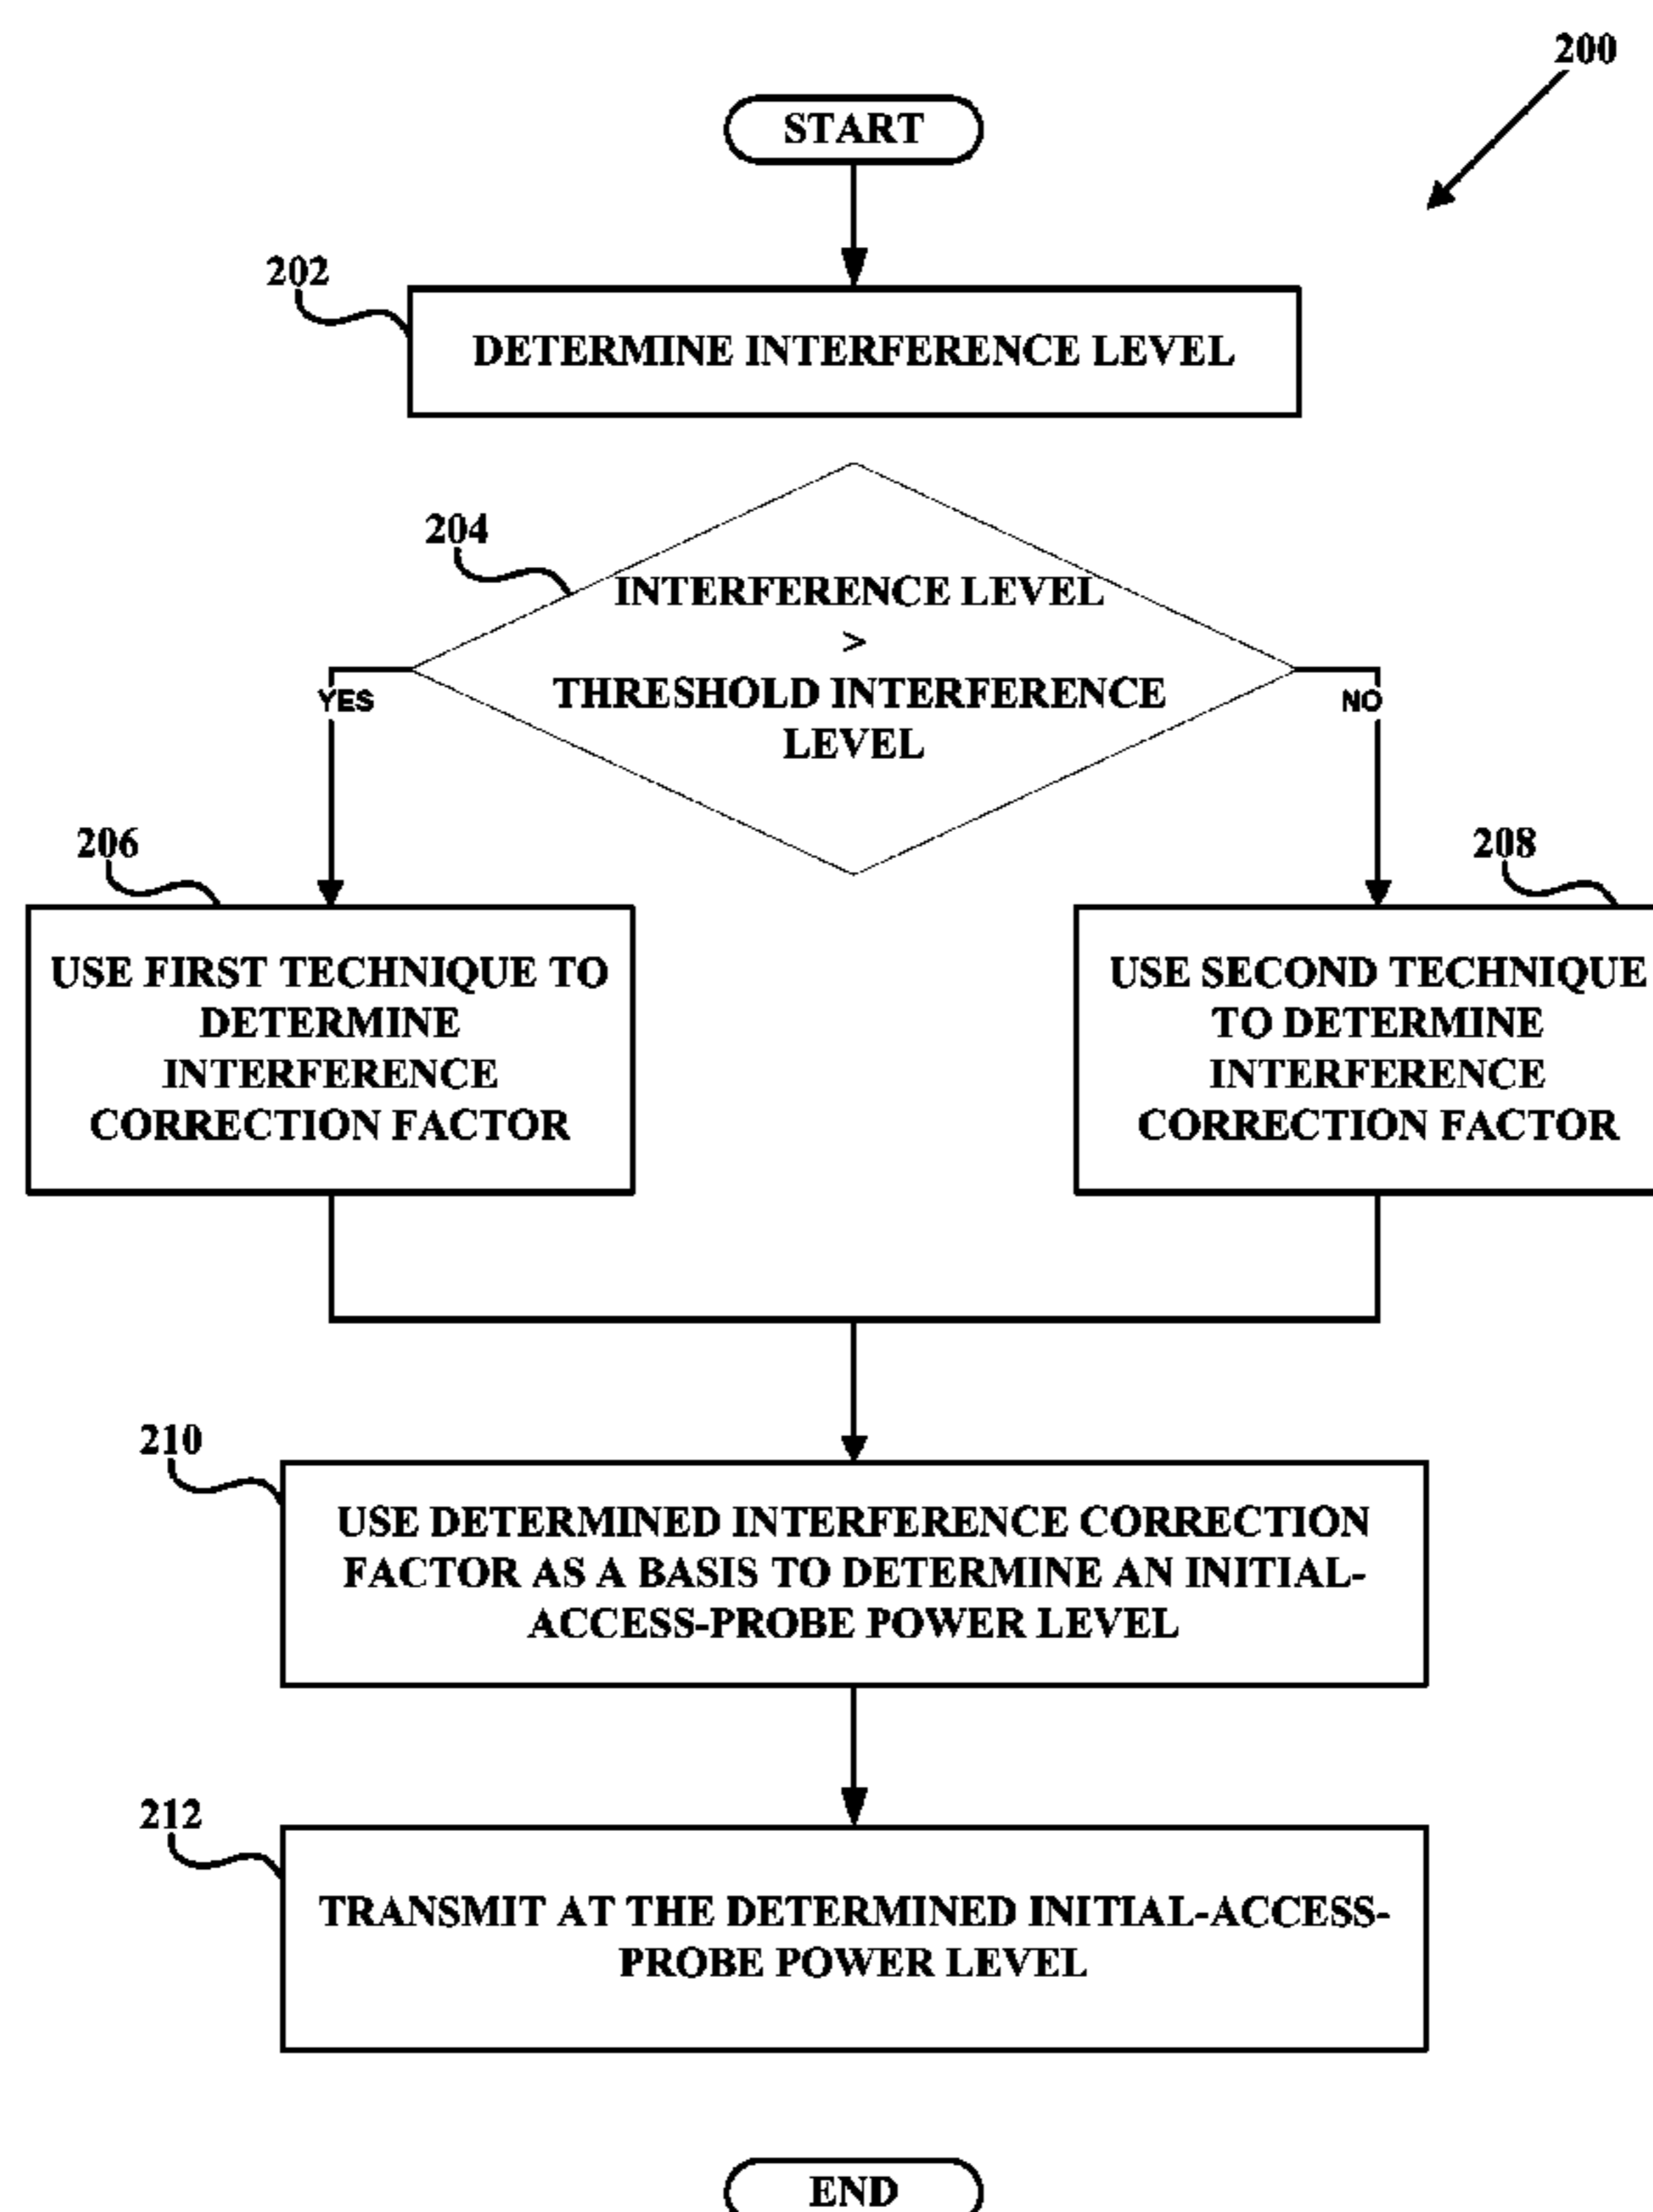 200
START
202
DETERMINE INTERFERENCE LEVEL
204
INTERFERENCE LEVEL
>
THRESHOLD INTERFERENCE
LEVEL
YES
NO
206
USE FIRST TECHNIQUE TO
DETERMINE
INTERFERENCE
CORRECTION FACTOR
208
USE SECOND TECHNIQUE
TO DETERMINE
INTERFERENCE
CORRECTION FACTOR
210
USE DETERMINED INTERFERENCE CORRECTION
FACTOR AS A BASIS TO DETERMINE AN INITIAL-
ACCESS-PROBE POWER LEVEL
212
TRANSMIT AT THE DETERMINED INITIAL-ACCESS-
PROBE POWER LEVEL
END